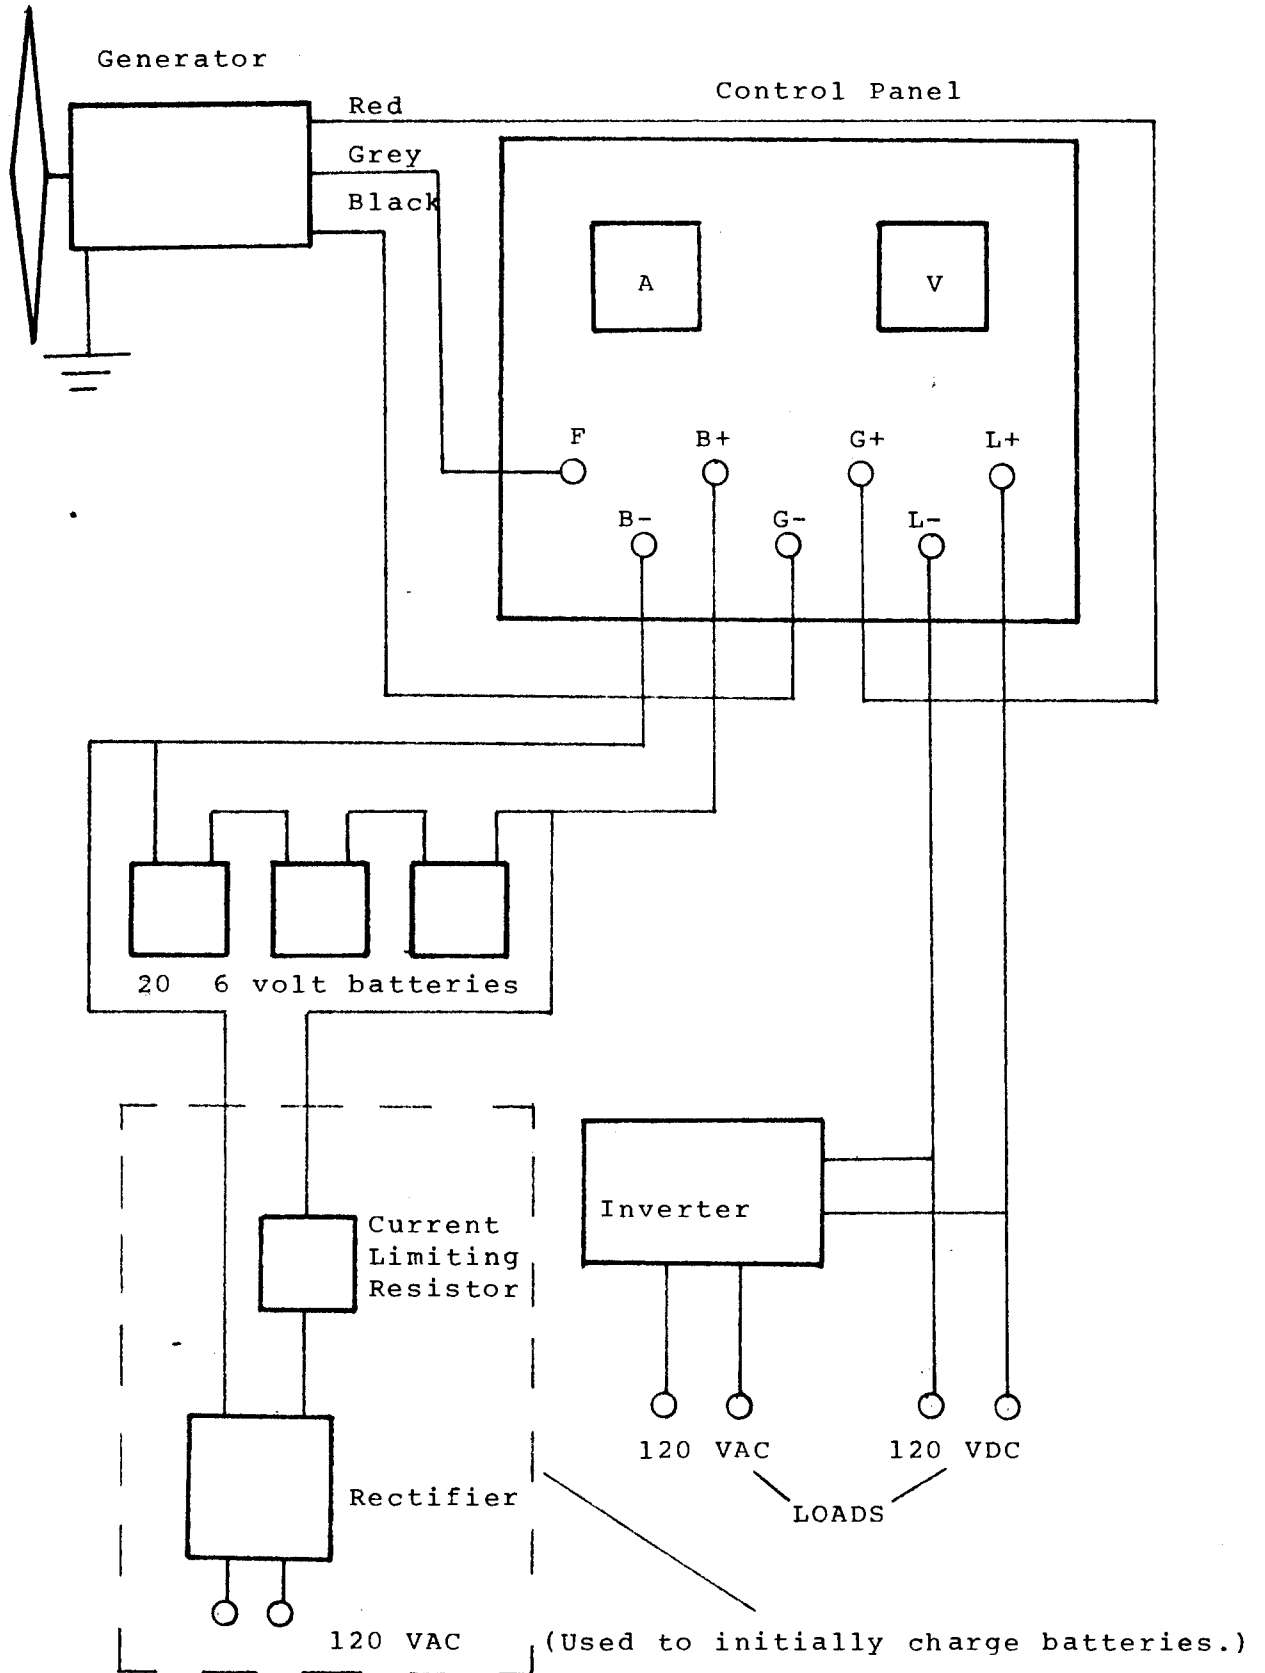 Generator
Control Panel
Red
Grey
Black
A
V
F
B+
G+
L+
B-
G-
L-
20 6 volt batteries
Current
Limiting
Resistor
Inverter
120 VAC
120 VDC
LOADS
Rectifier
120 VAC
(Used to initially charge batteries.)